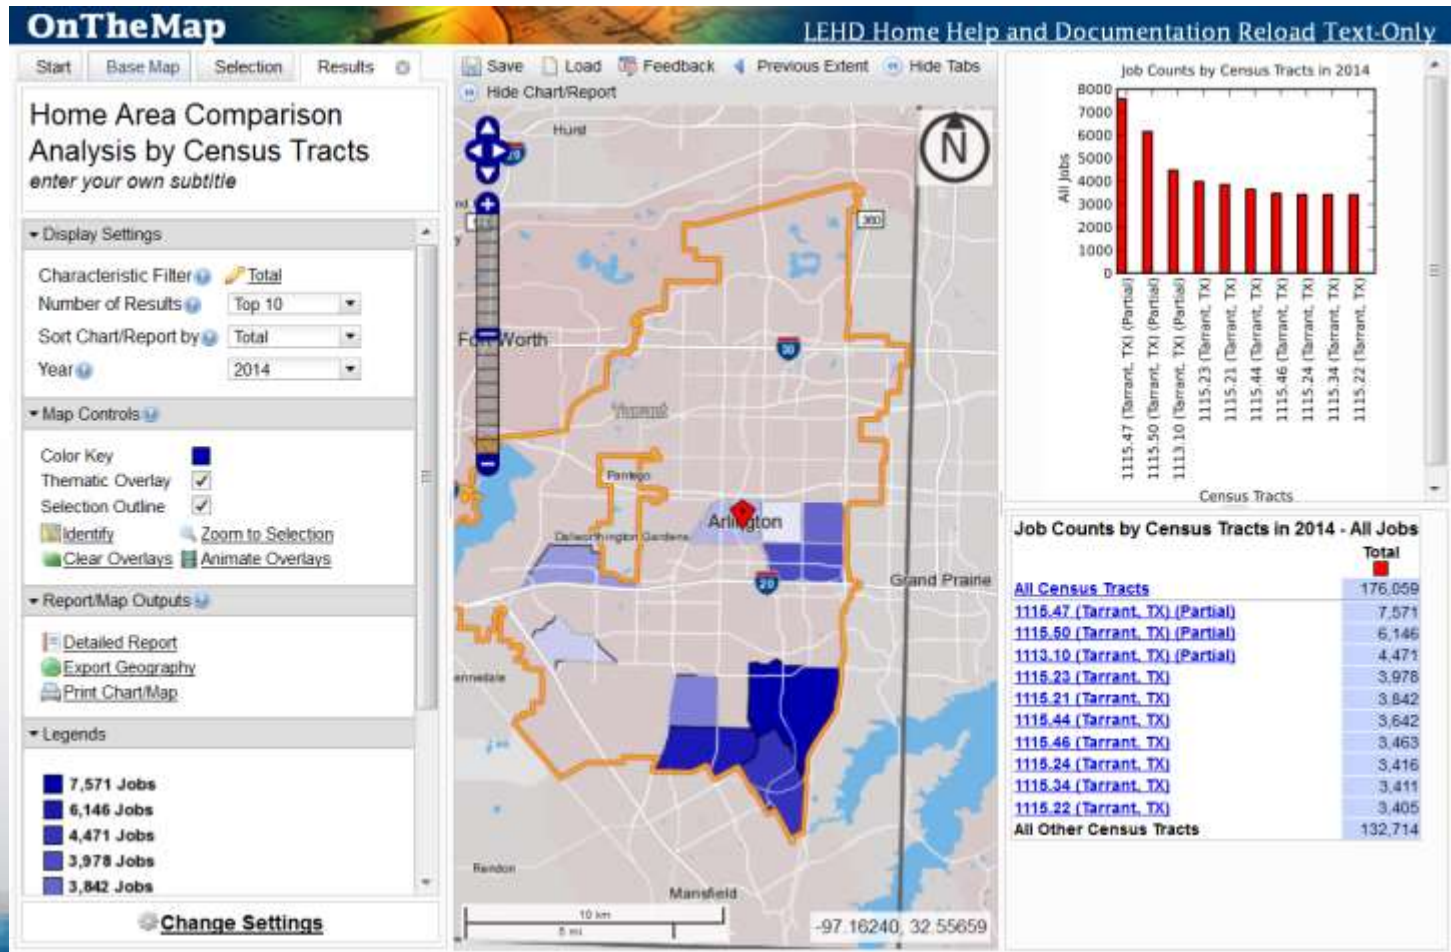 OnTheMap
LEHD Home Help and Documentation Reload Text-Only
Start Base Map Selection Results
Save Load Feedback Previous Extent Hide Tabs
Hide Chart/Report
Home Area Comparison
Analysis by Census Tracts
enter your own subtitle
Display Settings
Characteristic Filter Total
Number of Results Top 10
Sort Chart/Report by Total
Year 2014
Map Controls
Color Key
Thematic Overlay
Selection Outline
Identify Zoom to Selection
Clear Overlays Animate Overlays
Report/Map Outputs
Detailed Report
Export Geography
Print Chart/Map
Legends
7,571 Jobs
6,146 Jobs
4,471 Jobs
3,978 Jobs
3,842 Jobs
Change Settings
Hurst
N
360
Worth
30
Tarrant
Pantego
Arlington
Dalworthington Gardens
20
Grand Prairie
Rendon
Mansfield
10 km
5 mi
-97.16240, 32.55659
Job Counts by Census Tracts in 2014
All Jobs
8000
7000
6000
5000
4000
3000
2000
1000
0
1115.47 (Tarrant, TX) (Partial)
1115.50 (Tarrant, TX) (Partial)
1113.10 (Tarrant, TX) (Partial)
1115.23 (Tarrant, TX)
1115.21 (Tarrant, TX)
1115.44 (Tarrant, TX)
1115.46 (Tarrant, TX)
1115.24 (Tarrant, TX)
1115.34 (Tarrant, TX)
1115.22 (Tarrant, TX)
Census Tracts
Job Counts by Census Tracts in 2014 - All Jobs
Total
All Census Tracts 176,059
1115.47 (Tarrant, TX) (Partial) 7,571
1115.50 (Tarrant, TX) (Partial) 6,146
1113.10 (Tarrant, TX) (Partial) 4,471
1115.23 (Tarrant, TX) 3,978
1115.21 (Tarrant, TX) 3,842
1115.44 (Tarrant, TX) 3,642
1115.46 (Tarrant, TX) 3,463
1115.24 (Tarrant, TX) 3,416
1115.34 (Tarrant, TX) 3,411
1115.22 (Tarrant, TX) 3,405
All Other Census Tracts 132,714